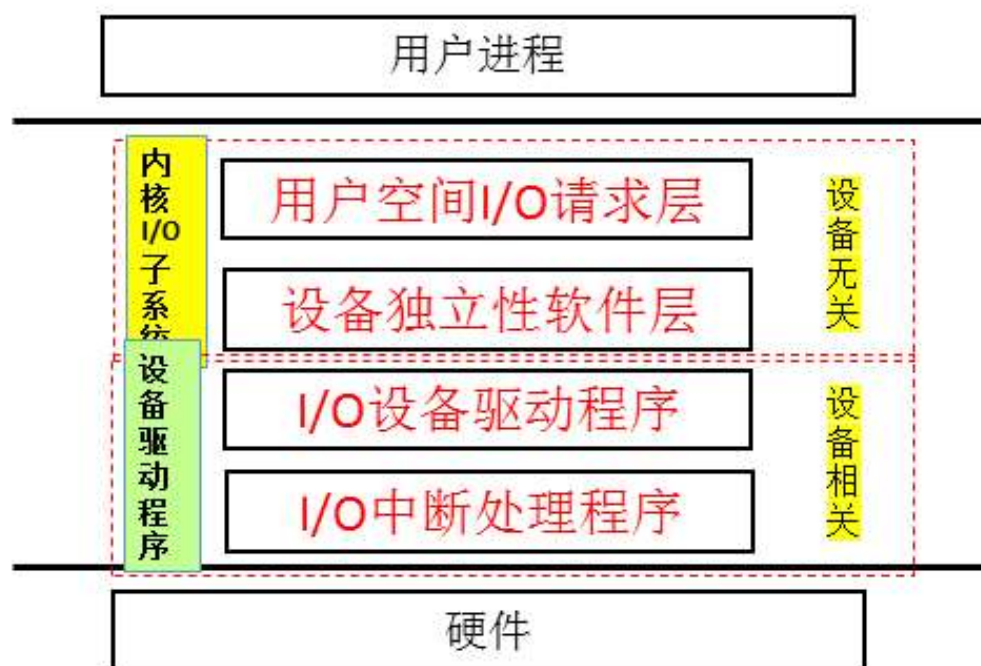 用户进程
内核
I/O
子系统
用户空间I/O请求层
设备独立性软件层
设备无关
设备驱动程序
I/O设备驱动程序
I/O中断处理程序
设备相关
硬件